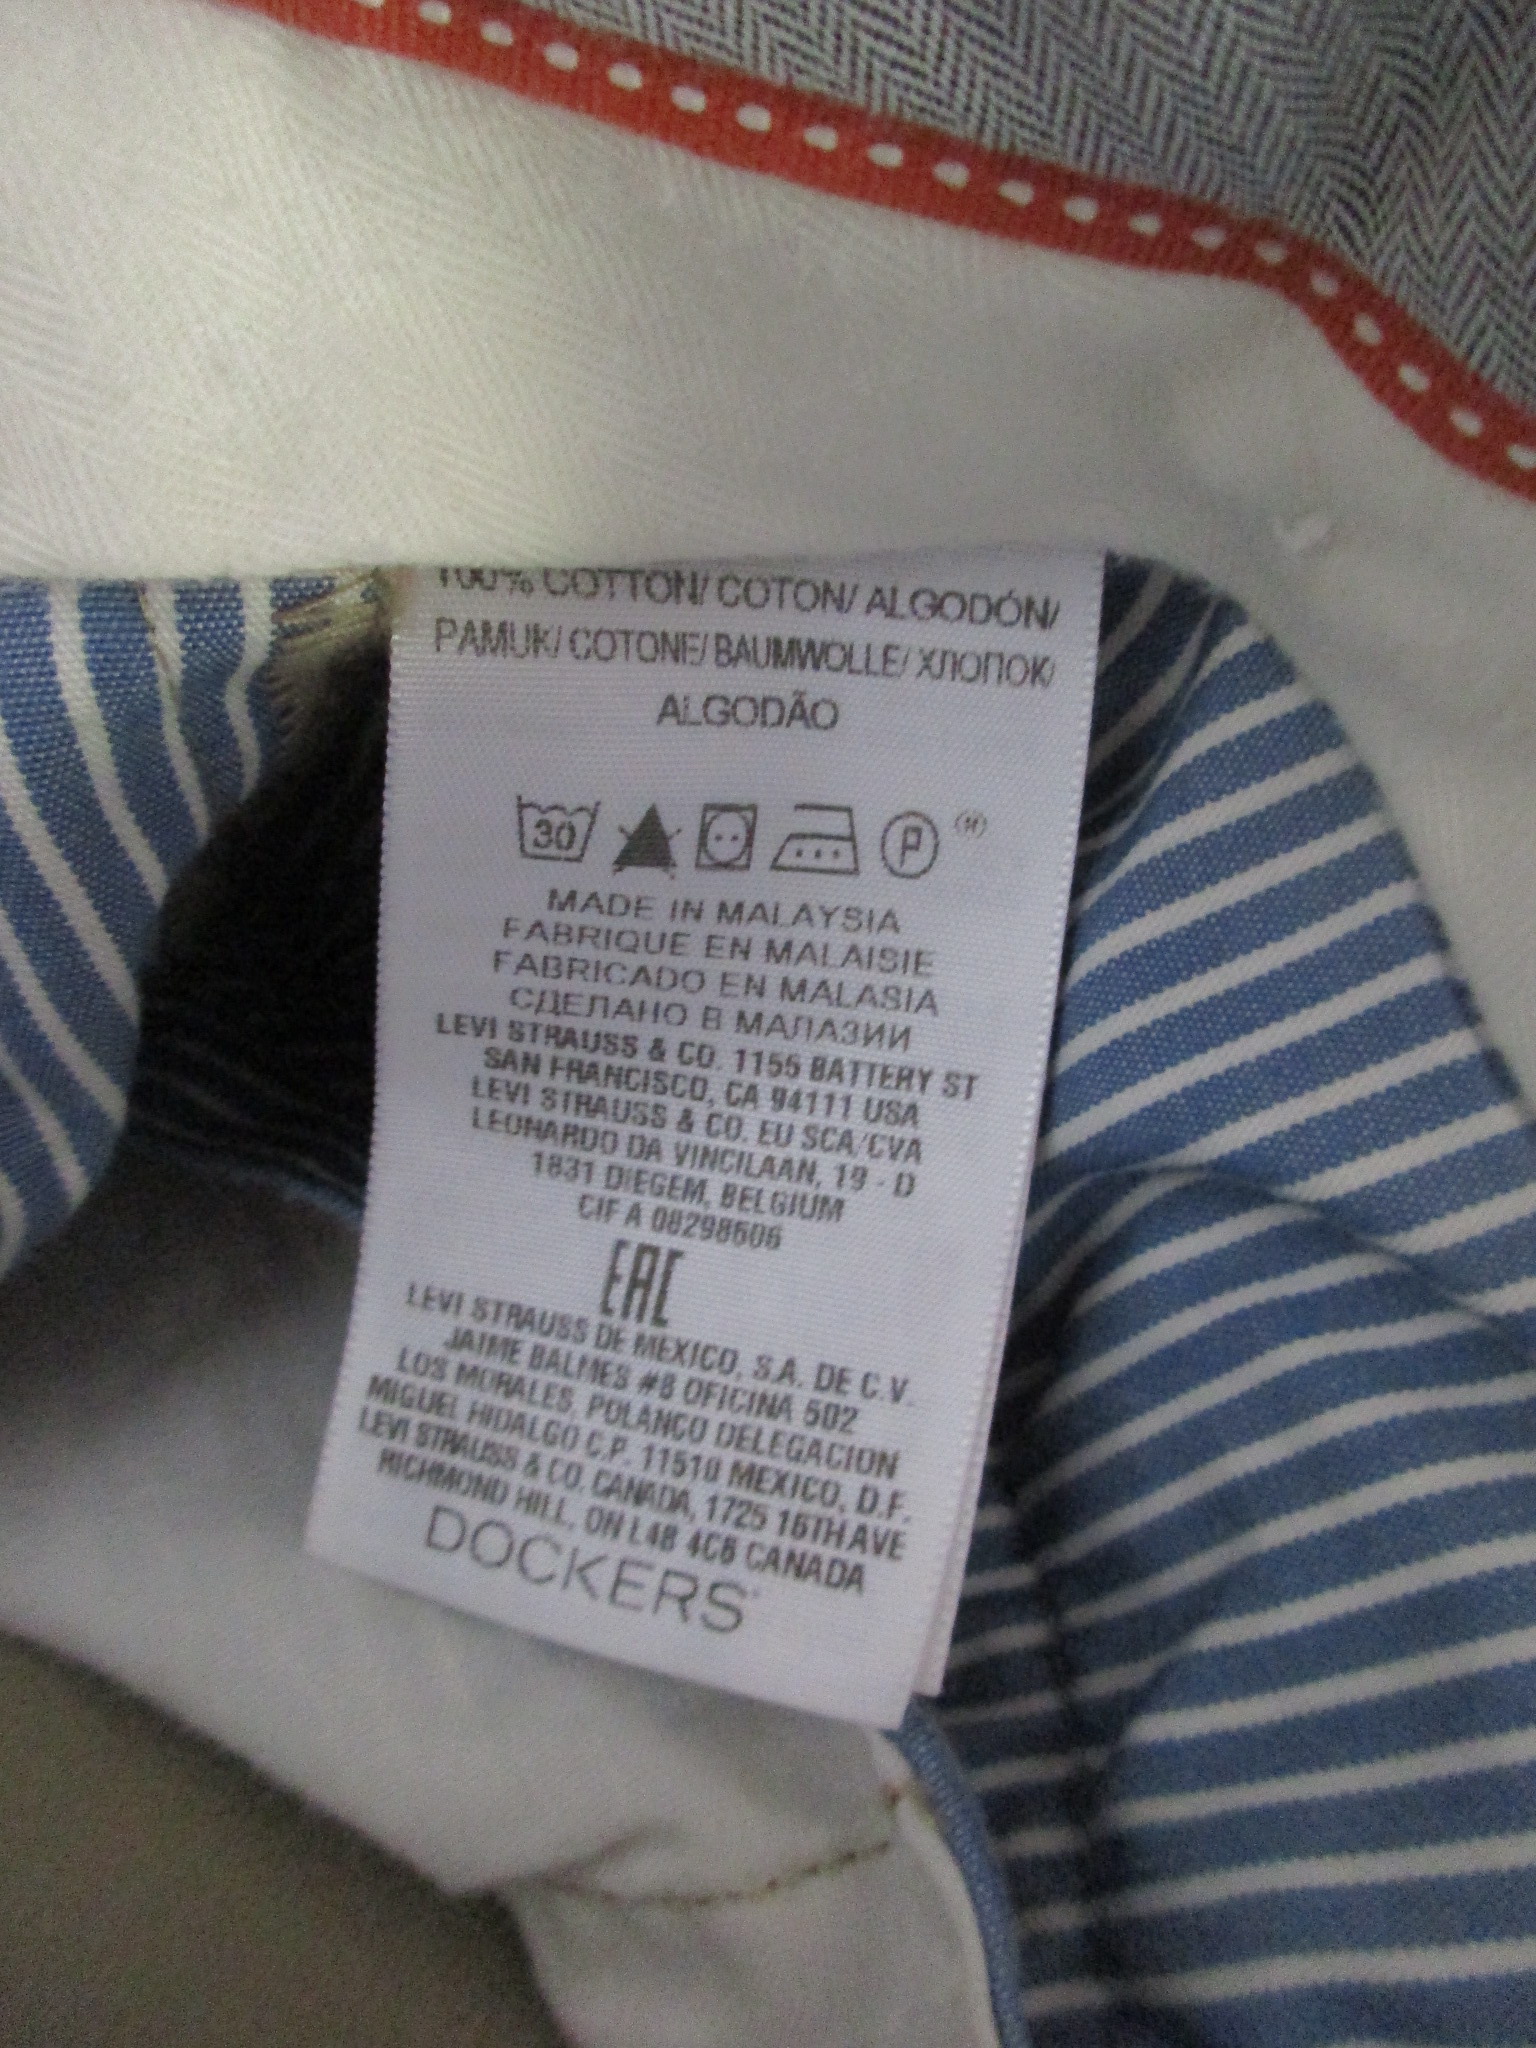 100% COTTON/ COTON/ ALGODÓN/
PAMUK/ COTONE/ BAUMWOLLE/ ХЛОПОК/
ALGODÃO
30 P (M)
MADE IN MALAYSIA
FABRIQUE EN MALAISIE
FABRICADO EN MALASIA
СДЕЛАНО В МАЛАЗИИ
LEVI STRAUSS & CO. 1155 BATTERY ST
SAN FRANCISCO, CA 94111 USA
LEVI STRAUSS & CO. EU SCA/CVA
LEONARDO DA VINCILAAN, 19 - D
1831 DIEGEM, BELGIUM
CIF A 08298606
EAC
LEVI STRAUSS DE MEXICO, S.A. DE C.V.
JAIME BALMES #8 OFICINA 502
LOS MORALES, POLANCO DELEGACION
MIGUEL HIDALGO C.P. 11510 MEXICO, D.F.
LEVI STRAUSS & CO. CANADA, 1725 16TH AVE
RICHMOND HILL, ON L4B 4C6 CANADA
DOCKERS